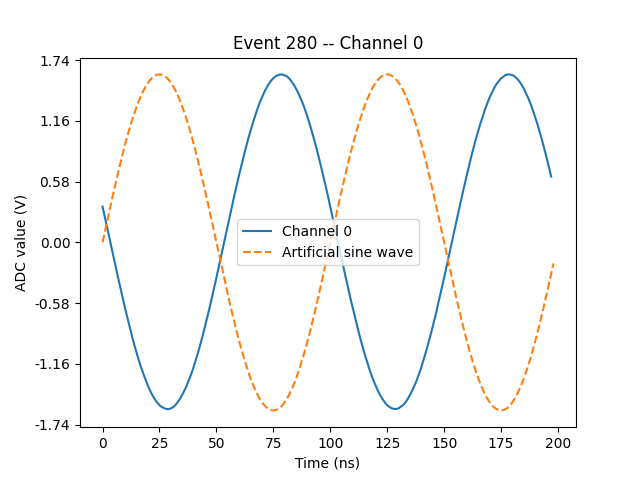 Event 280 -- Channel 0
1.74
1.16
0.58
0.00
-0.58
-1.16
-1.74
ADC value (V)
Channel 0
Artificial sine wave
0 25 50 75 100 125 150 175 200
Time (ns)